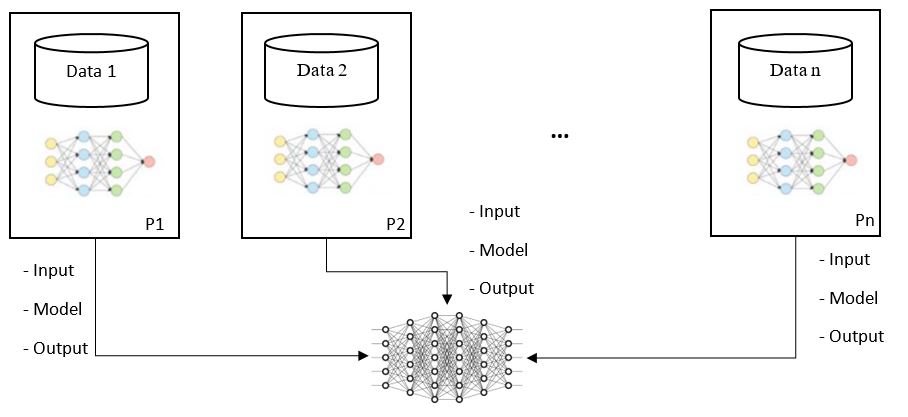 Data 1
P1
- Input
- Model
- Output
Data 2
P2
- Input
- Model
- Output
...
Data n
Pn
- Input
- Model
- Output